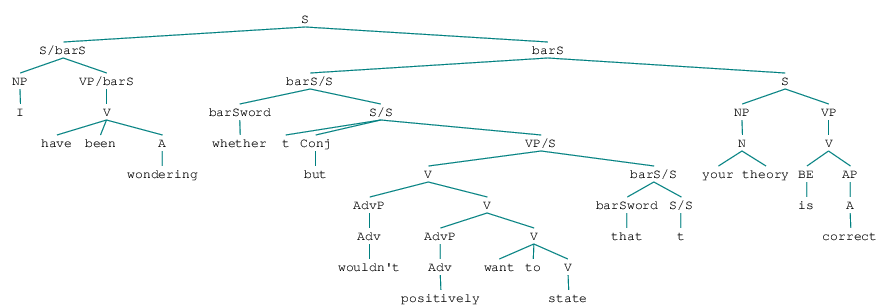 S
S/barS barS
NP VP/barS barS/S S
I V barSword S/S NP VP
have been A whether t Conj VP/S N V
wondering but V barS/S your theory BE AP
AdvP V barSword S/S is A
Adv AdvP V that t correct
wouldn't Adv want to V
positively state